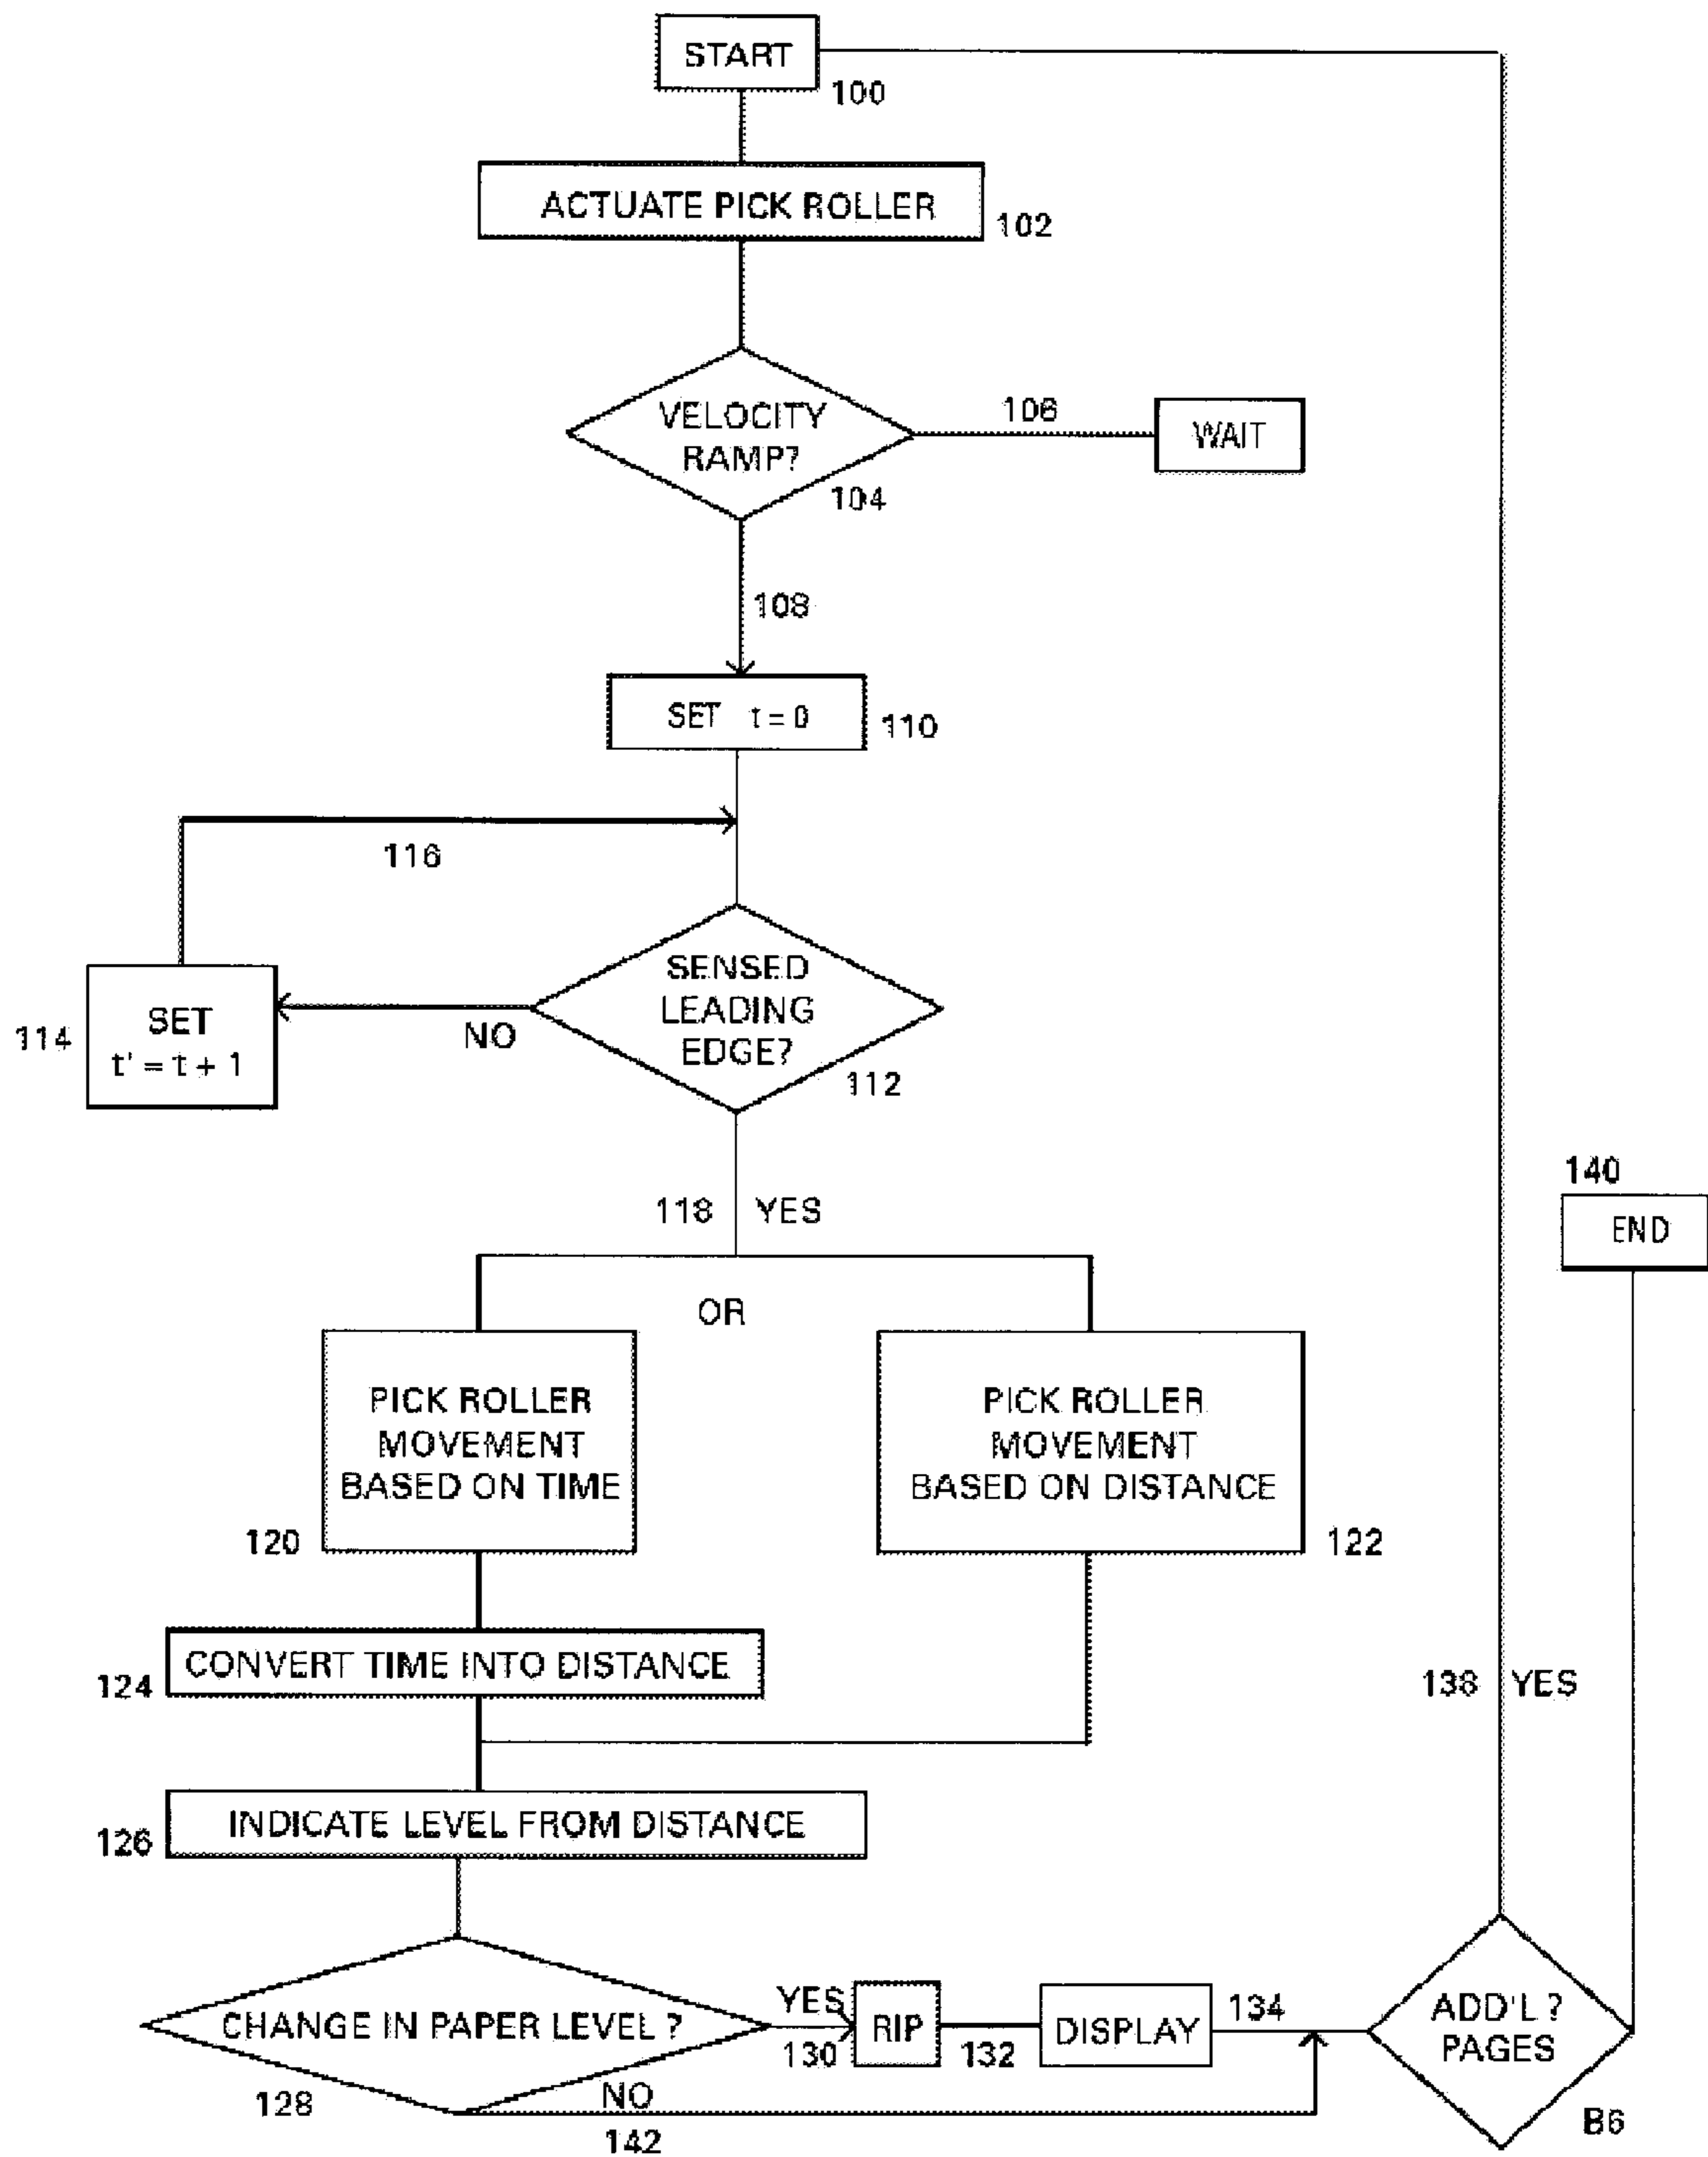 START
100
ACTUATE PICK ROLLER
102
VELOCITY
RAMP?
104
106
WAIT
108
SET t = 0
110
116
SENSED
LEADING
EDGE?
112
NO
SET
t' = t + 1
114
118 YES
OR
PICK ROLLER
MOVEMENT
BASED ON TIME
120
PICK ROLLER
MOVEMENT
BASED ON DISTANCE
122
CONVERT TIME INTO DISTANCE
124
INDICATE LEVEL FROM DISTANCE
126
CHANGE IN PAPER LEVEL ?
128
YES
130
RIP
132
DISPLAY
134
NO
142
ADD'L ?
PAGES
B6
138 YES
140
END